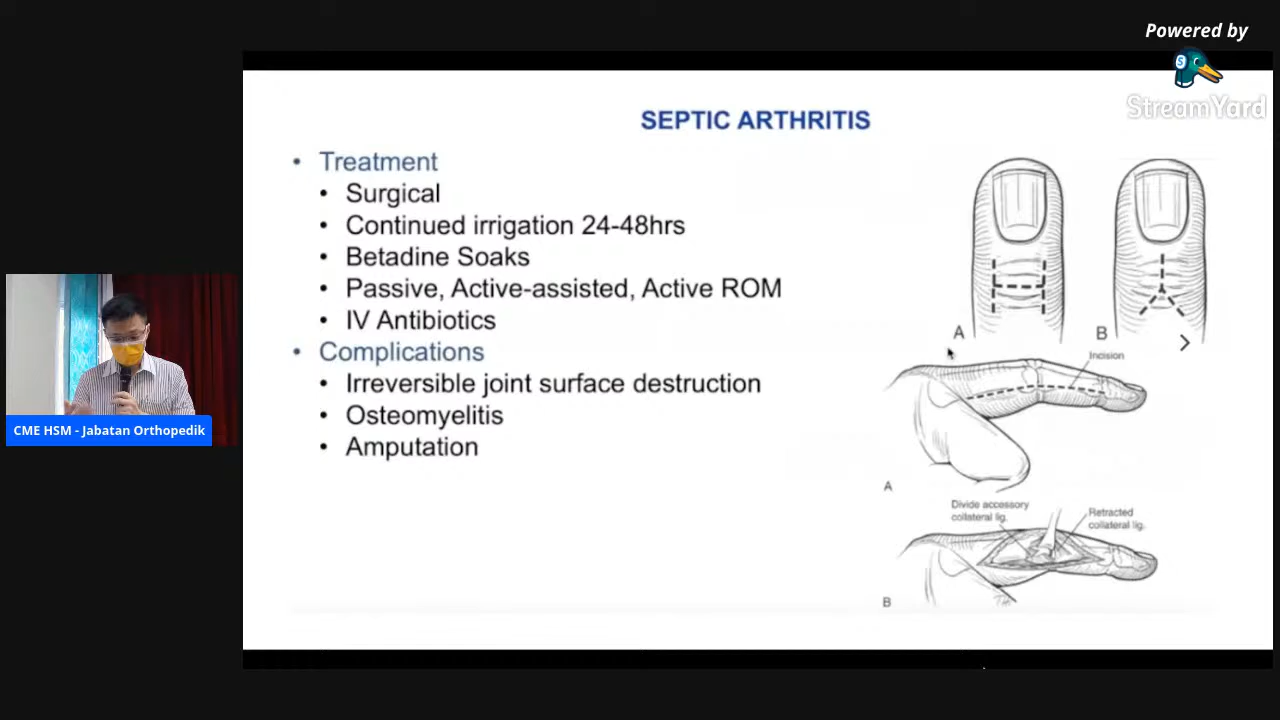 Powered by
S
StreamYard
SEPTIC ARTHRITIS
• Treatment
• Surgical
• Continued irrigation 24-48hrs
• Betadine Soaks
• Passive, Active-assisted, Active ROM
• IV Antibiotics
• Complications
• Irreversible joint surface destruction
• Osteomyelitis
• Amputation
A
B
Incision
A
Divide accessory
collateral lig.
Retracted
collateral lig.
B
CME HSM - Jabatan Orthopedik